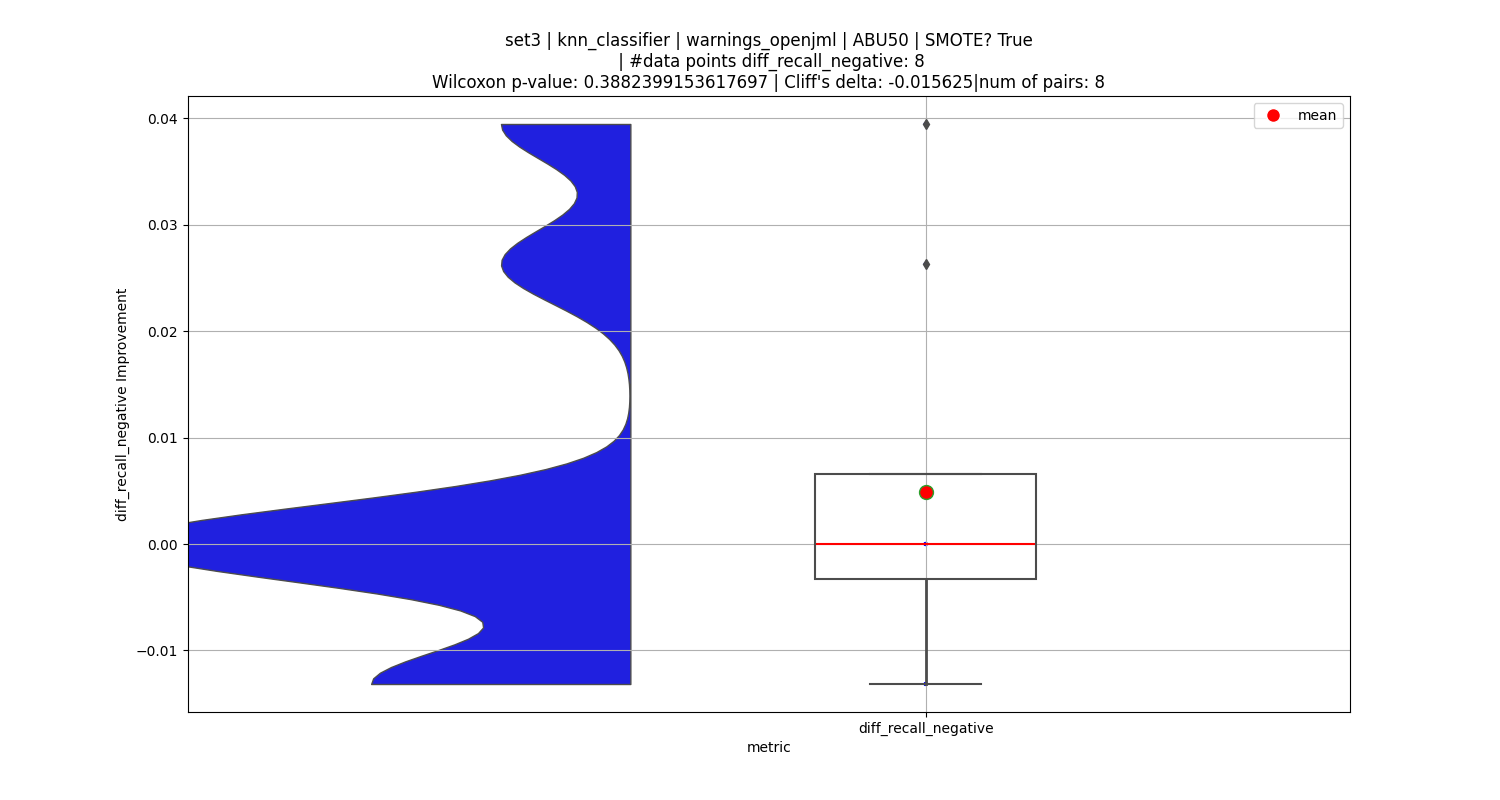 set3 | knn_classifier | warnings_openjml | ABU50 | SMOTE? True
| #data points diff_recall_negative: 8
Wilcoxon p-value: 0.3882399153617697 | Cliff's delta: -0.015625|num of pairs: 8
mean
0.04
0.03
0.02
0.01
0.00
−0.01
diff_recall_negative Improvement
diff_recall_negative
metric